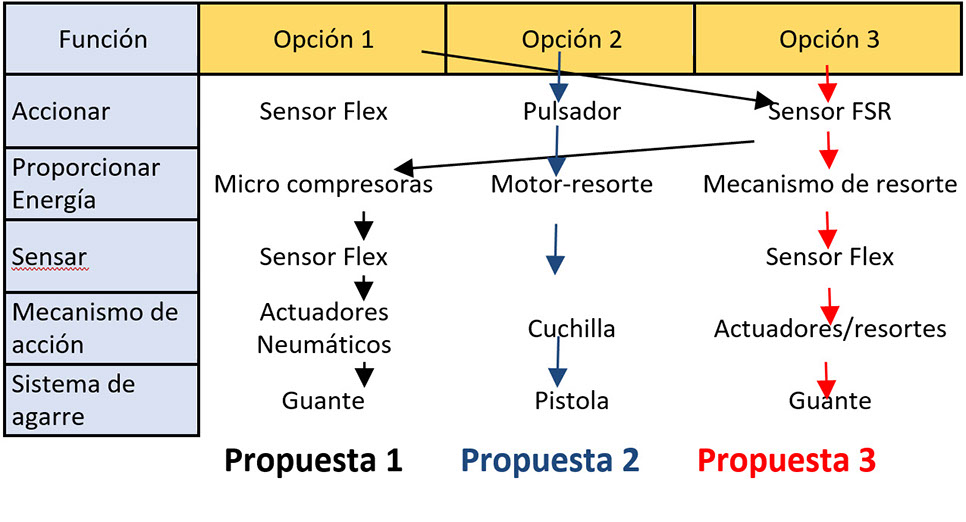 Función Opción 1 Opción 2 Opción 3
Accionar Sensor Flex Pulsador Sensor FSR
Proporcionar
Energía Micro compresoras Motor-resorte Mecanismo de resorte
Sensar Sensor Flex Sensor Flex
Mecanismo de
acción Actuadores
Neumáticos Cuchilla Actuadores/resortes
Sistema de
agarre Guante Pistola Guante
Propuesta 1 Propuesta 2 Propuesta 3